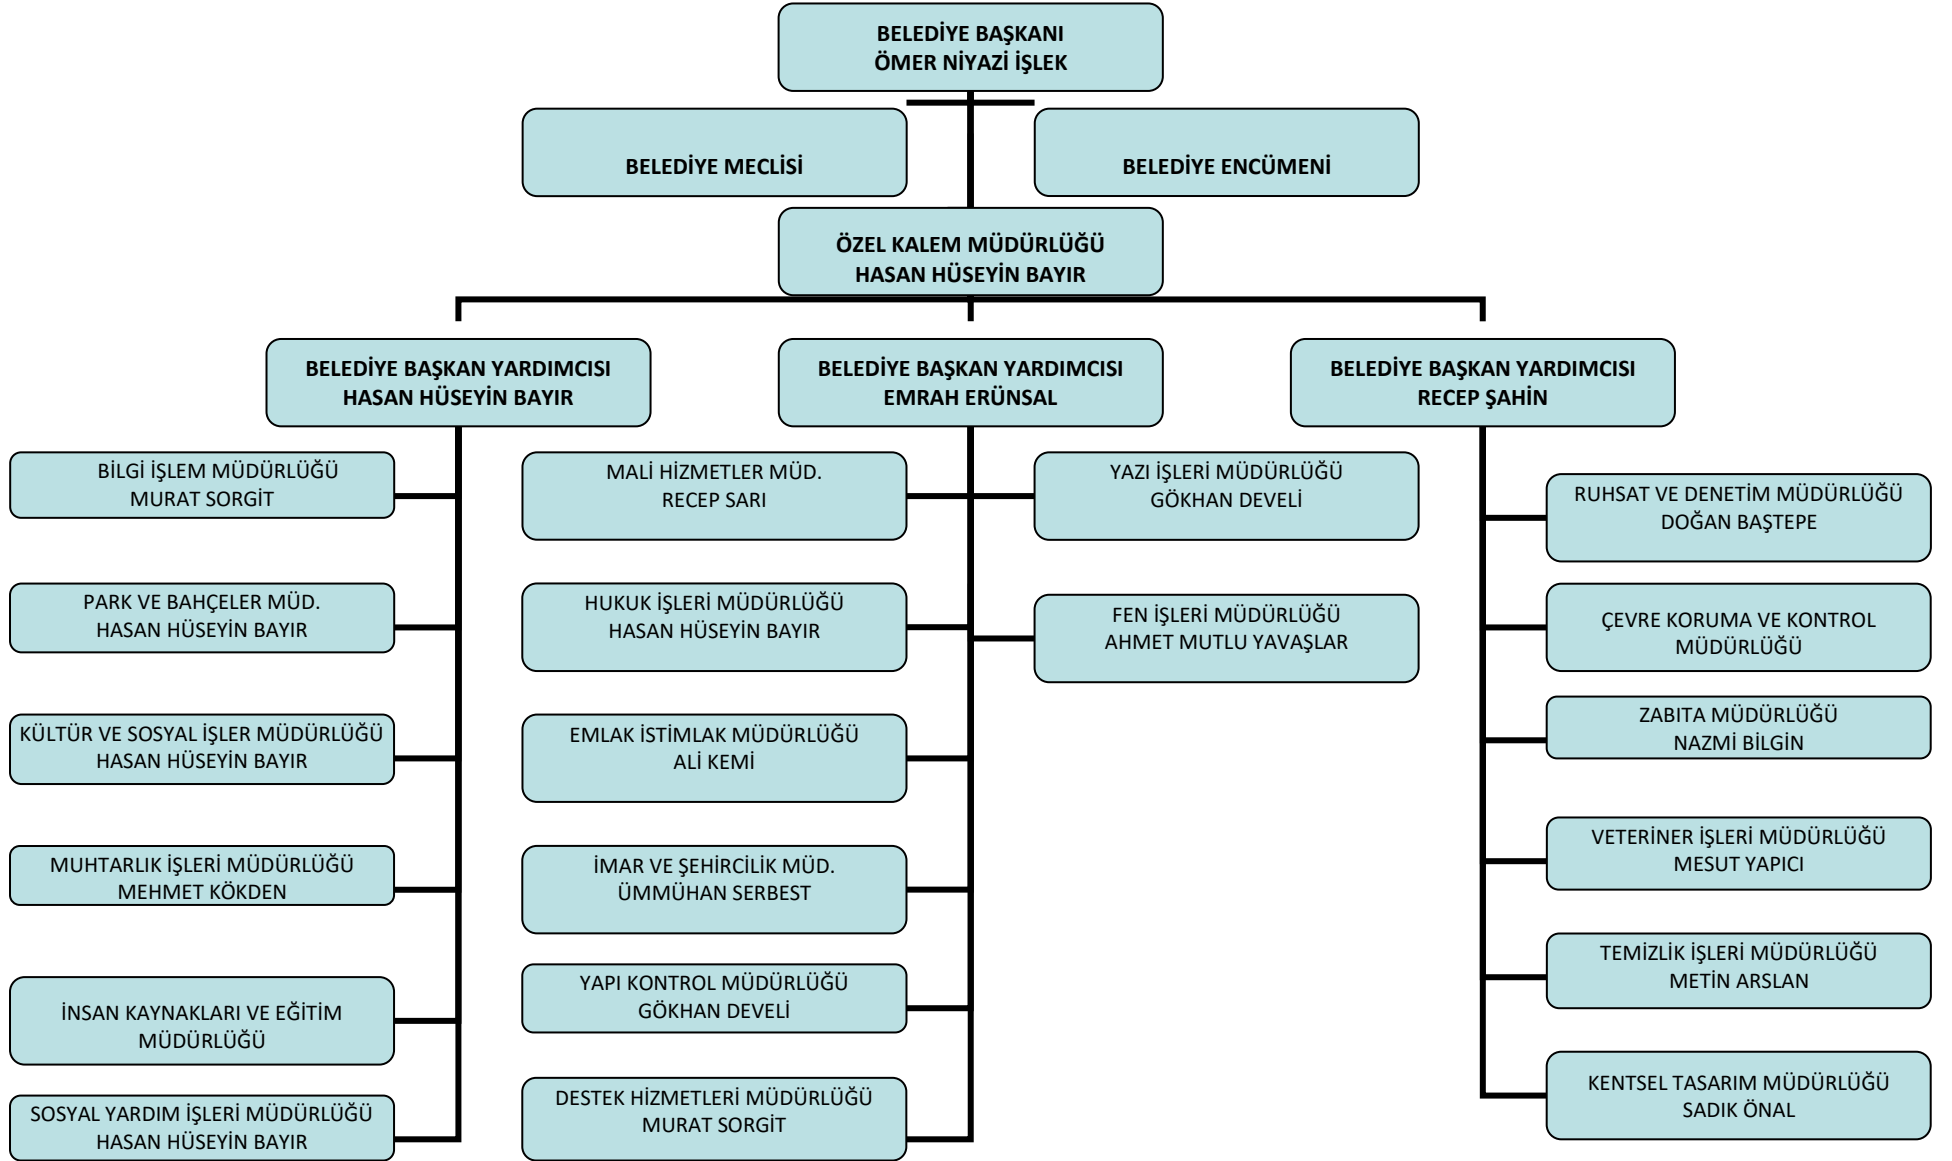 BELEDİYE BAŞKANI
ÖMER NİYAZİ İŞLEK
BELEDİYE MECLİSİ
BELEDİYE ENCÜMENİ
ÖZEL KALEM MÜDÜRLÜĞÜ
HASAN HÜSEYİN BAYIR
BELEDİYE BAŞKAN YARDIMCISI
HASAN HÜSEYİN BAYIR
BELEDİYE BAŞKAN YARDIMCISI
EMRAH ERÜNSAL
BELEDİYE BAŞKAN YARDIMCISI
RECEP ŞAHİN
BİLGİ İŞLEM MÜDÜRLÜĞÜ
MURAT SORGİT
PARK VE BAHÇELER MÜD.
HASAN HÜSEYİN BAYIR
KÜLTÜR VE SOSYAL İŞLER MÜDÜRLÜĞÜ
HASAN HÜSEYİN BAYIR
MUHTARLIK İŞLERİ MÜDÜRLÜĞÜ
MEHMET KÖKDEN
İNSAN KAYNAKLARI VE EĞİTİM
MÜDÜRLÜĞÜ
SOSYAL YARDIM İŞLERİ MÜDÜRLÜĞÜ
HASAN HÜSEYİN BAYIR
MALİ HİZMETLER MÜD.
RECEP SARI
HUKUK İŞLERİ MÜDÜRLÜĞÜ
HASAN HÜSEYİN BAYIR
EMLAK İSTİMLAK MÜDÜRLÜĞÜ
ALİ KEMİ
İMAR VE ŞEHİRCİLİK MÜD.
ÜMMÜHAN SERBEST
YAPI KONTROL MÜDÜRLÜĞÜ
GÖKHAN DEVELİ
DESTEK HİZMETLERİ MÜDÜRLÜĞÜ
MURAT SORGİT
YAZI İŞLERİ MÜDÜRLÜĞÜ
GÖKHAN DEVELİ
FEN İŞLERİ MÜDÜRLÜĞÜ
AHMET MUTLU YAVAŞLAR
RUHSAT VE DENETİM MÜDÜRLÜĞÜ
DOĞAN BAŞTEPE
ÇEVRE KORUMA VE KONTROL
MÜDÜRLÜĞÜ
ZABITA MÜDÜRLÜĞÜ
NAZMİ BİLGİN
VETERİNER İŞLERİ MÜDÜRLÜĞÜ
MESUT YAPICI
TEMİZLİK İŞLERİ MÜDÜRLÜĞÜ
METİN ARSLAN
KENTSEL TASARIM MÜDÜRLÜĞÜ
SADIK ÖNAL